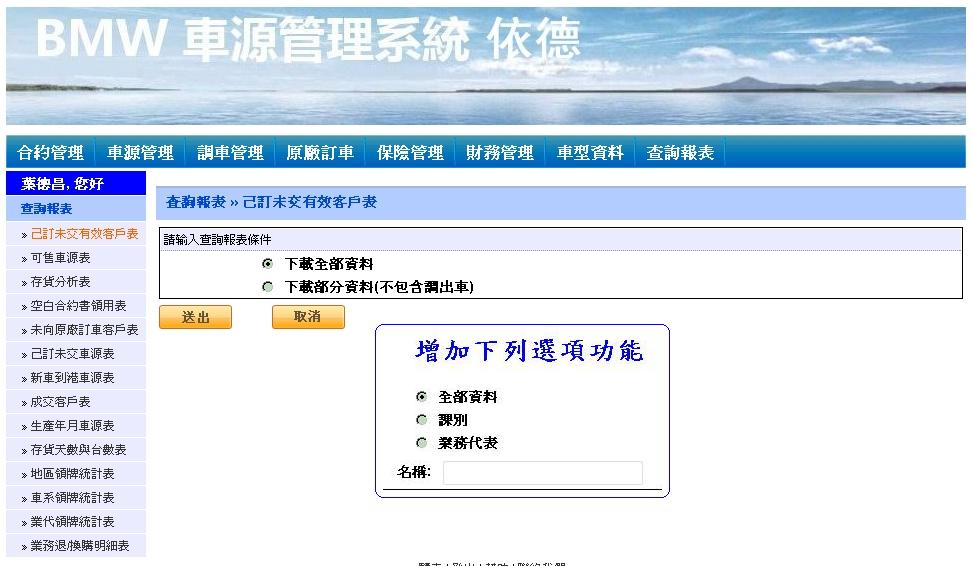 BMW 車源管理系統 依德
合約管理 車源管理 調車管理 原廠訂車 保險管理 財務管理 車型資料 查詢報表
葉德昌, 您好
查詢報表
» 己訂未交有效客戶表
» 可售車源表
» 存貨分析表
» 空白合約書領用表
» 未向原廠訂車客戶表
» 己訂未交車源表
» 新車到港車源表
» 成交客戶表
» 生產年月車源表
» 存貨天數與台數表
» 地區領牌統計表
» 車系領牌統計表
» 業代領牌統計表
» 業務退/換購明細表
查詢報表 » 己訂未交有效客戶表
請輸入查詢報表條件
下載全部資料
下載部分資料(不包含調出車)
送出 取消
增加下列選項功能
全部資料
課別
業務代表
名稱: